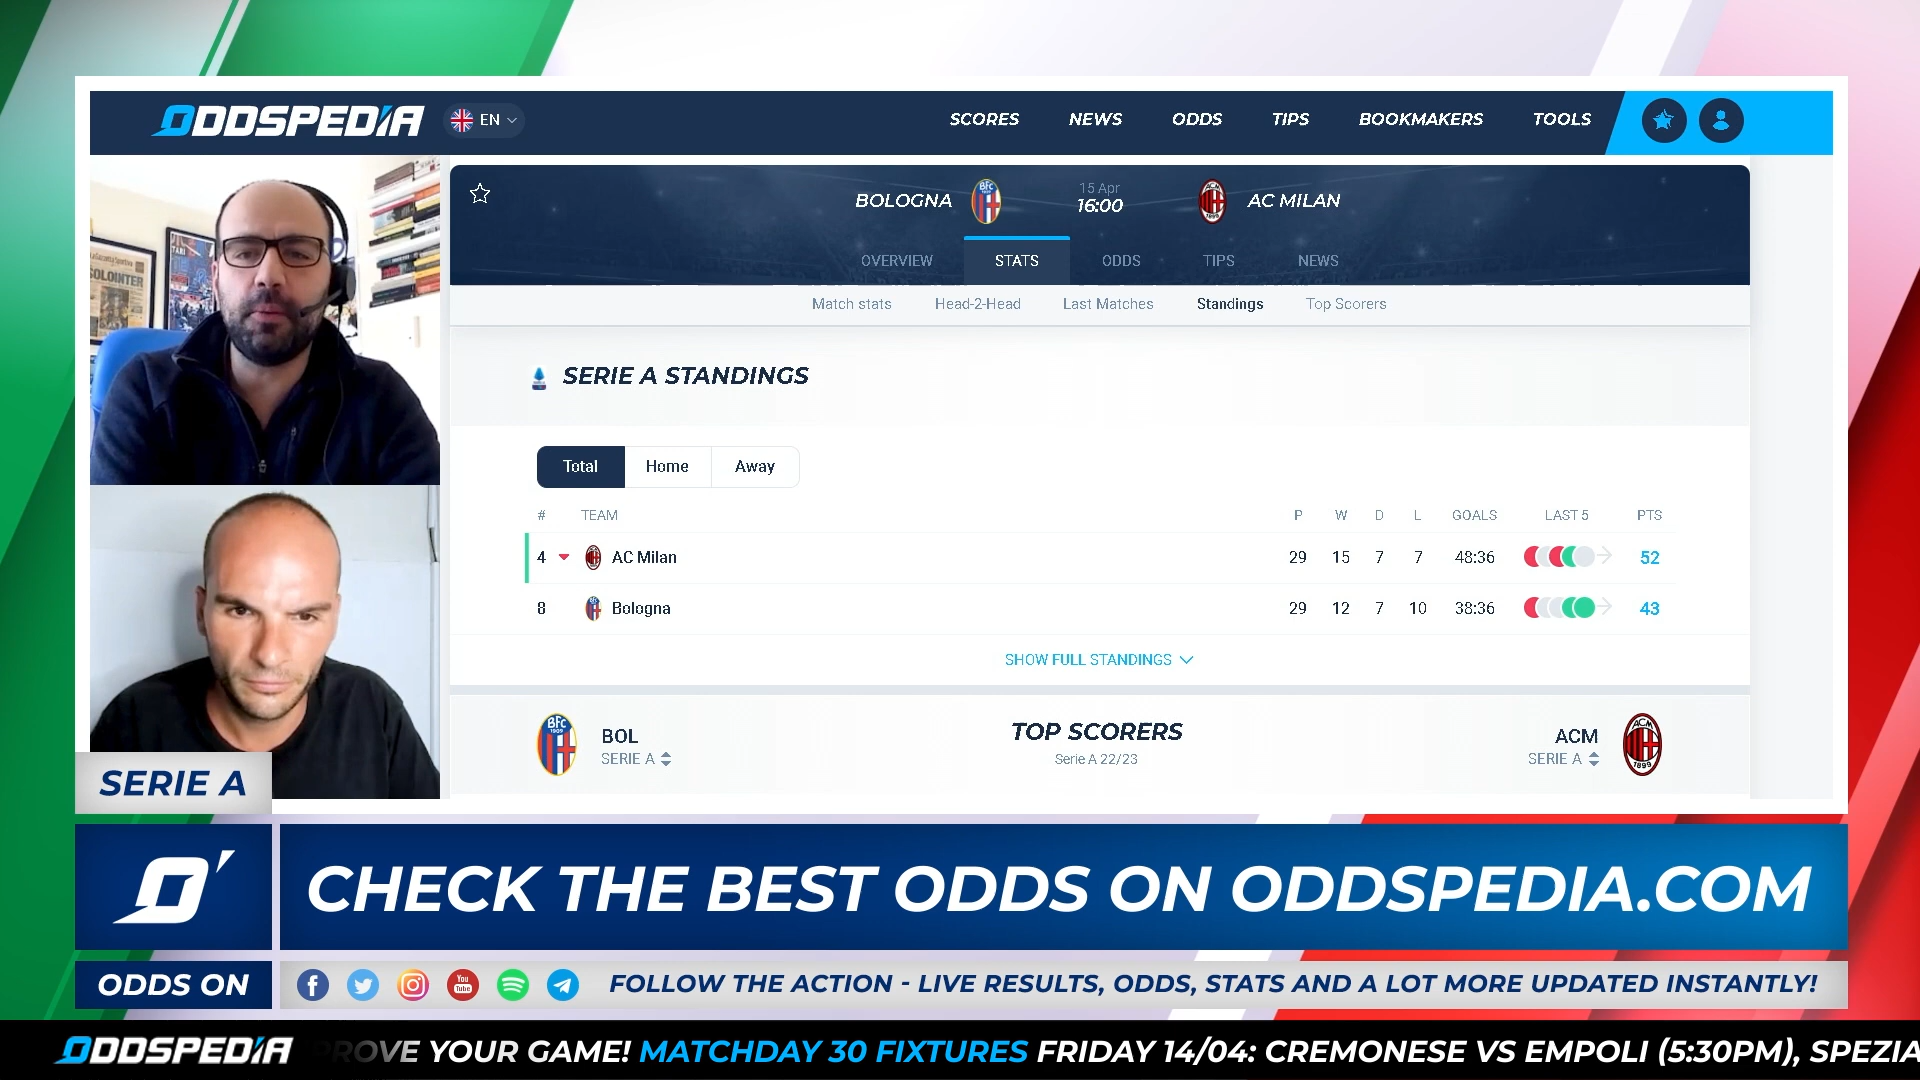 ODDSPEDIA EN SCORES NEWS ODDS TIPS BOOKMAKERS TOOLS
SOLOINTER
BOLOGNA 15 Apr 16:00 AC MILAN
OVERVIEW STATS ODDS TIPS NEWS
Match stats Head-2-Head Last Matches Standings Top Scorers
SERIE A STANDINGS
Total Home Away
# TEAM P W D L GOALS LAST 5 PTS
4 AC Milan 29 15 7 7 48:36 52
8 Bologna 29 12 7 10 38:36 43
SHOW FULL STANDINGS
BOL TOP SCORERS ACM
SERIE A Serie A 22/23 SERIE A
SERIE A
CHECK THE BEST ODDS ON ODDSPEDIA.COM
ODDS ON FOLLOW THE ACTION - LIVE RESULTS, ODDS, STATS AND A LOT MORE UPDATED INSTANTLY!
ODDSPEDIA PROVE YOUR GAME! MATCHDAY 30 FIXTURES FRIDAY 14/04: CREMONESE VS EMPOLI (5:30PM), SPEZIA